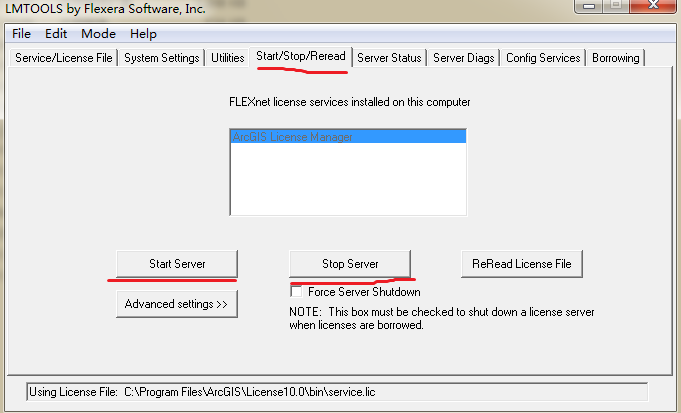 LMTOOLS by Flexera Software, Inc.
File Edit Mode Help
Service/License File System Settings Utilities Start/Stop/Reread Server Status Server Diags Config Services Borrowing
FLEXnet license services installed on this computer
ArcGIS License Manager
Start Server Stop Server ReRead License File
Force Server Shutdown
Advanced settings >>
NOTE: This box must be checked to shut down a license server
when licenses are borrowed.
Using License File: C:\Program Files\ArcGIS\License10.0\bin\service.lic